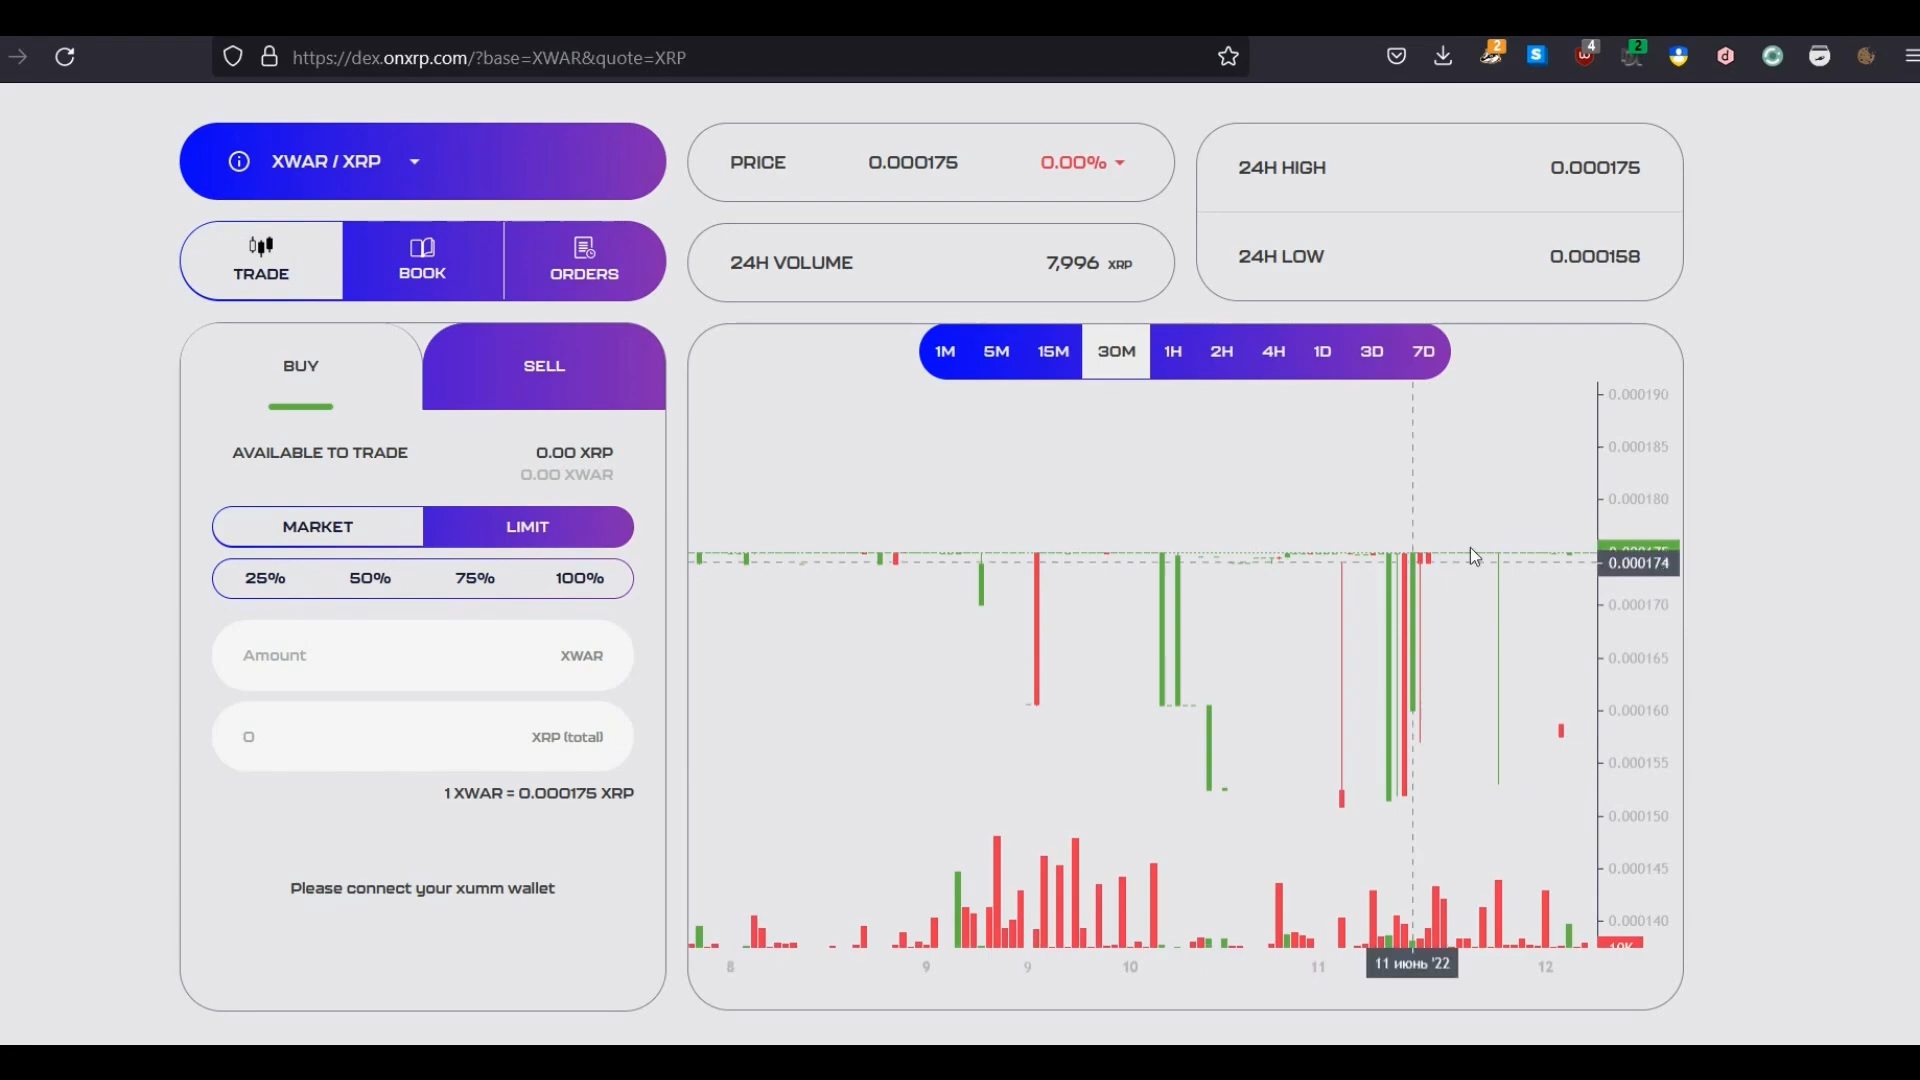 https://dex.onxrp.com/?base=XWAR&quote=XRP
2
S
4
2
d
XWAR / XRP
PRICE 0.000175 0.00%
24H HIGH 0.000175
TRADE
BOOK
ORDERS
24H VOLUME 7,996 XRP
24H LOW 0.000158
BUY
SELL
1M 5M 15M 30M 1H 2H 4H 1D 3D 7D
AVAILABLE TO TRADE 0.00 XRP
0.00 XWAR
MARKET LIMIT
25% 50% 75% 100%
Amount XWAR
0 XRP (total)
1 XWAR = 0.000175 XRP
Please connect your xumm wallet
0.000190
0.000185
0.000180
0.000174
0.000170
0.000165
0.000160
0.000155
0.000150
0.000145
0.000140
8 9 9 10 11 11 июнь '22 12